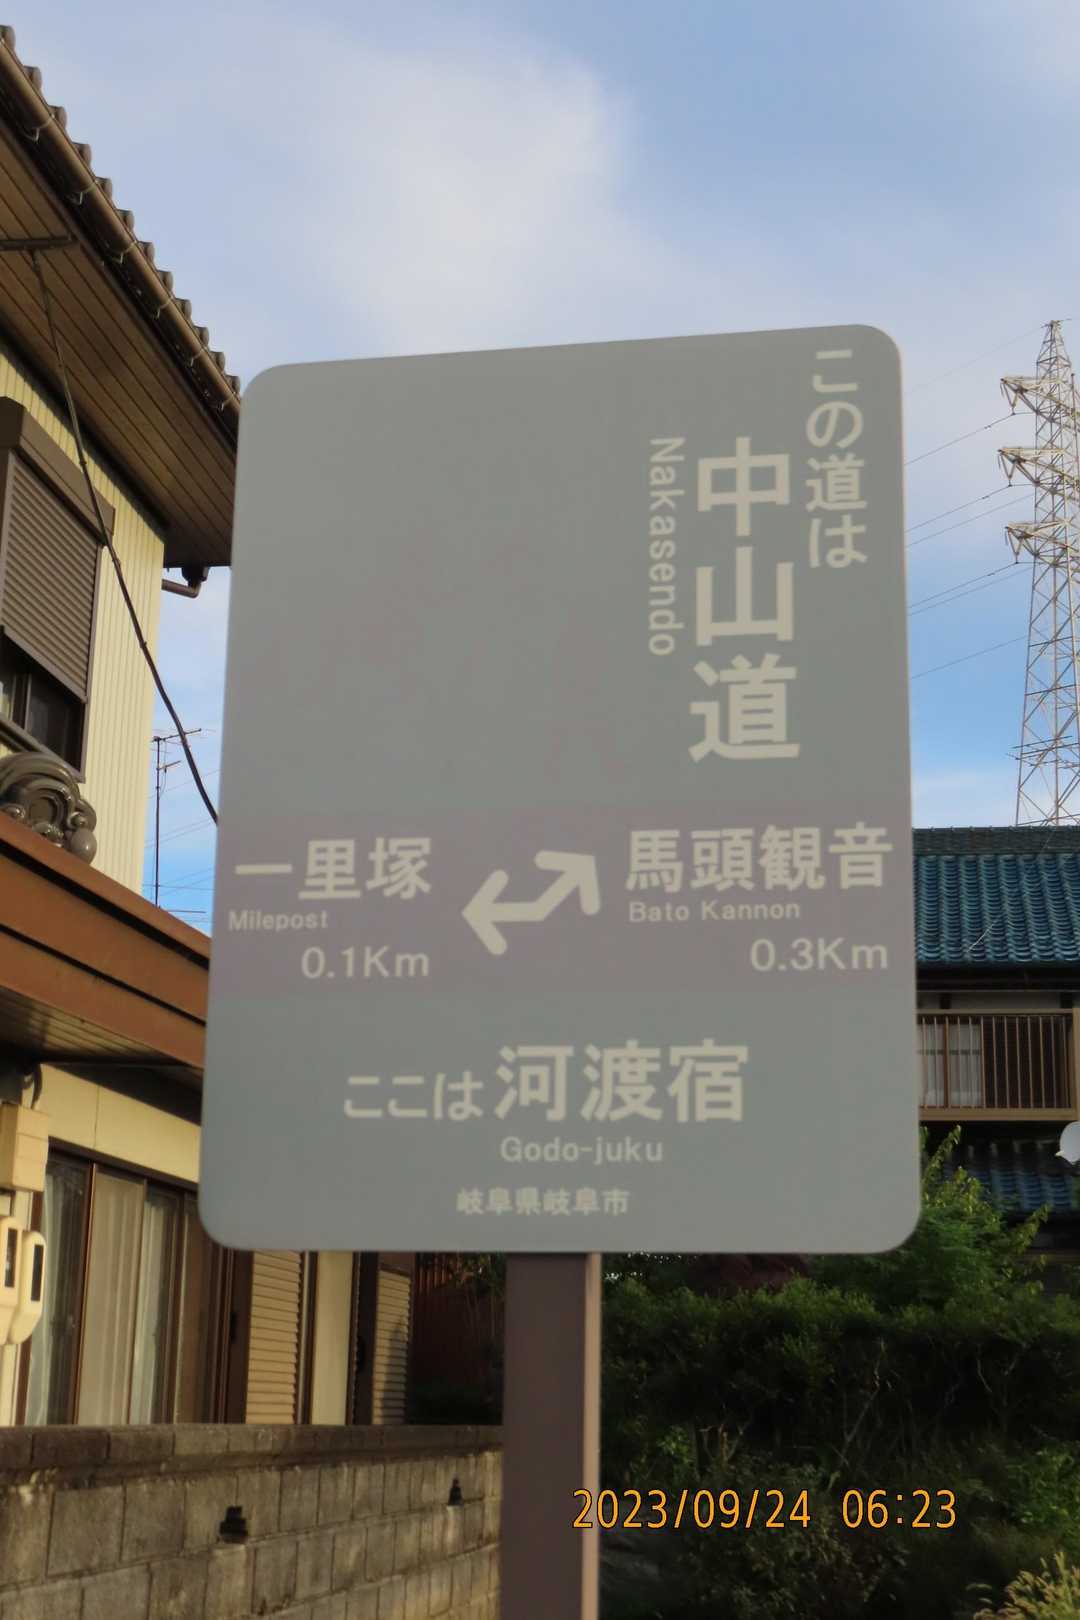 この道は
中山道
Nakasendo
一里塚
Milepost
0.1Km
馬頭観音
Bato Kannon
0.3Km
ここは河渡宿
Godo-juku
岐阜県岐阜市
2023/09/24 06:23